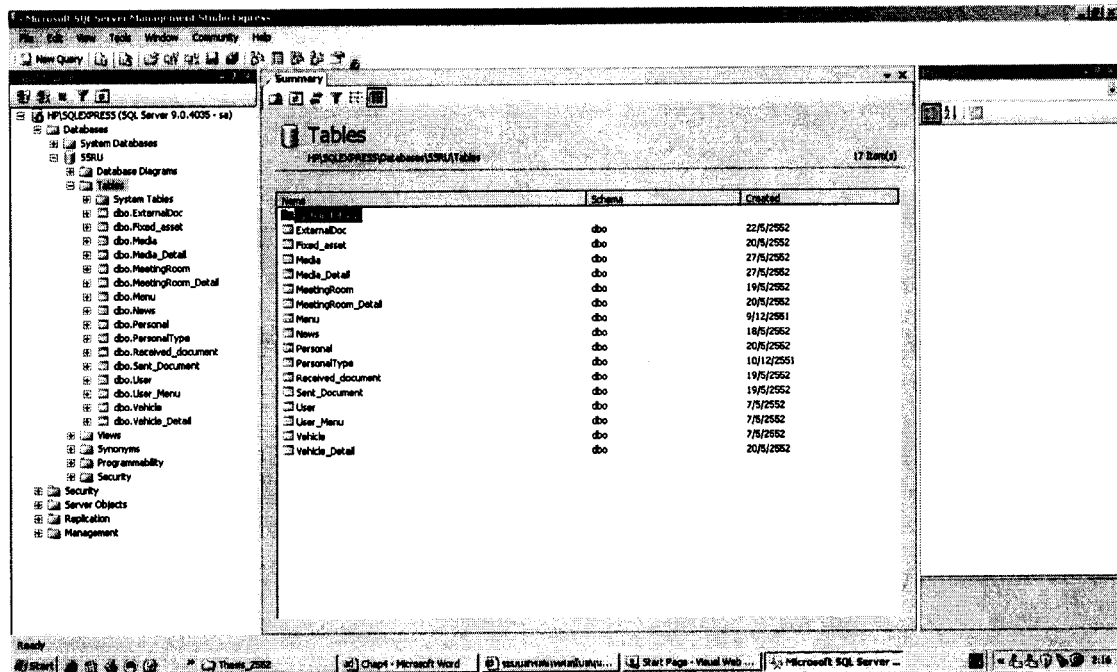 Microsoft SQL Server Management Studio Express
File Edit View Tools Window Community Help
New Query
HP\SQLEXPRESS (SQL Server 9.0.4035 - sa)
Databases
System Databases
SSRU
Database Diagrams
Tables
System Tables
dbo.ExternalDoc
dbo.Fixed_asset
dbo.Media
dbo.Media_Detail
dbo.MeetingRoom
dbo.MeetingRoom_Detail
dbo.Menu
dbo.News
dbo.Personal
dbo.PersonalType
dbo.Received_document
dbo.Sent_Document
dbo.User
dbo.User_Menu
dbo.Vehicle
dbo.Vehicle_Detail
Views
Synonyms
Programmability
Security
Security
Server Objects
Replication
Management
Summary
Tables
HP\SQLEXPRESS\Databases\SSRU\Tables 17 Item(s)
Name Schema Created
ExternalDoc dbo 22/5/2552
Fixed_asset dbo 20/5/2552
Media dbo 27/5/2552
Media_Detail dbo 27/5/2552
MeetingRoom dbo 19/5/2552
MeetingRoom_Detail dbo 20/5/2552
Menu dbo 9/12/2551
News dbo 18/5/2552
Personal dbo 20/5/2552
PersonalType dbo 10/12/2551
Received_document dbo 19/5/2552
Sent_Document dbo 19/5/2552
User dbo 7/5/2552
User_Menu dbo 7/5/2552
Vehicle dbo 7/5/2552
Vehicle_Detail dbo 20/5/2552
Ready
Start Thesis_2552 Chap4 - Microsoft Word Start Page - Visual Web ... Microsoft SQL Server ...